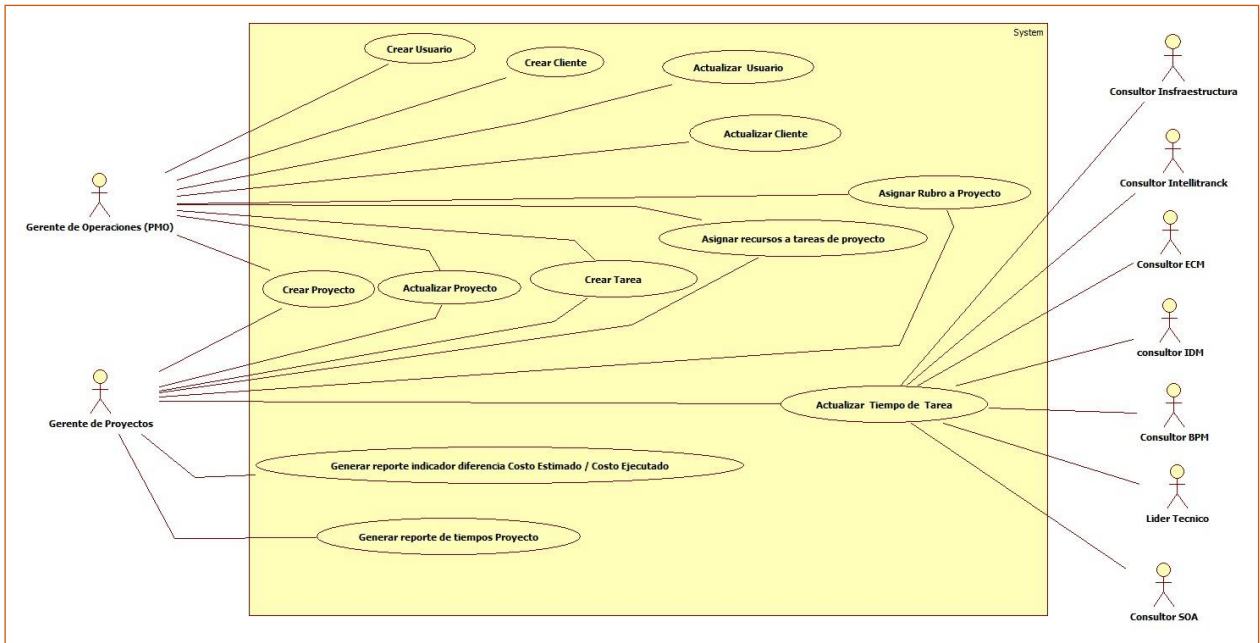 System
Crear Usuario
Crear Cliente
Actualizar Usuario
Consultor Insfraestructura
Actualizar Cliente
Consultor Intellitranck
Asignar Rubro a Proyecto
Gerente de Operaciones (PMO)
Asignar recursos a tareas de proyecto
Consultor ECM
Crear Proyecto
Actualizar Proyecto
Crear Tarea
consultor IDM
Actualizar Tiempo de Tarea
Gerente de Proyectos
Consultor BPM
Generar reporte indicador diferencia Costo Estimado / Costo Ejecutado
Lider Tecnico
Generar reporte de tiempos Proyecto
Consultor SOA